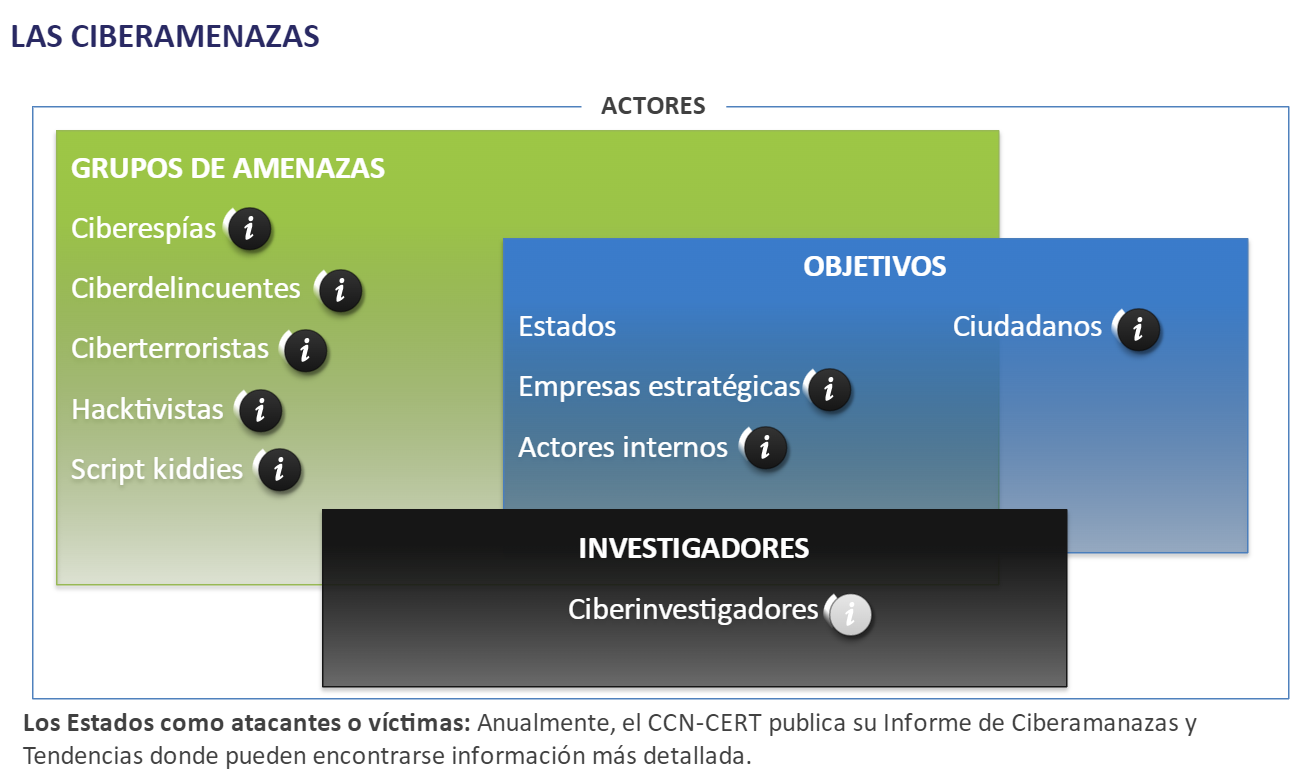 LAS CIBERAMENAZAS
ACTORES
GRUPOS DE AMENAZAS
Ciberespías i
Ciberdelincuentes i
Ciberterroristas i
Hacktivistas i
Script kiddies i
OBJETIVOS
Estados
Ciudadanos i
Empresas estratégicas i
Actores internos i
INVESTIGADORES
Ciberinvestigadores i
Los Estados como atacantes o víctimas: Anualmente, el CCN-CERT publica su Informe de Ciberamanazas y
Tendencias donde pueden encontrarse información más detallada.